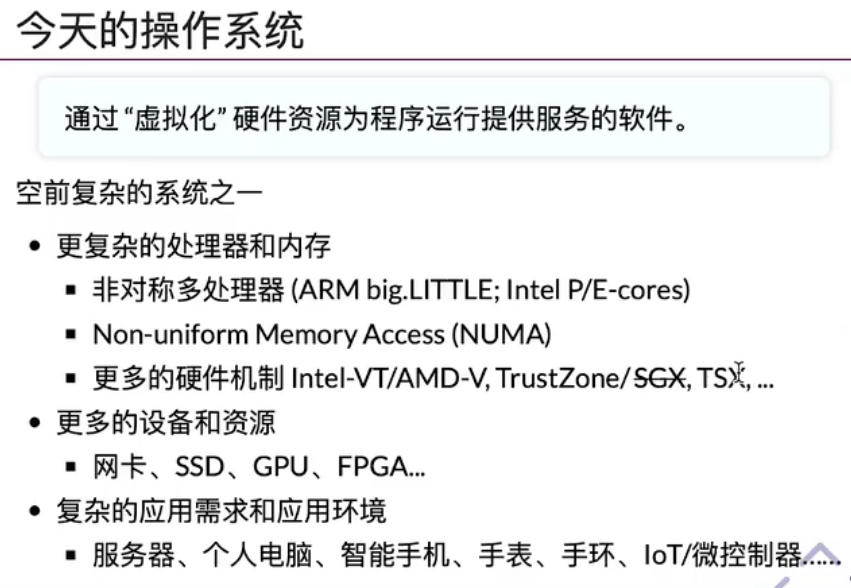 今天的操作系统
通过 “虚拟化” 硬件资源为程序运行提供服务的软件。
空前复杂的系统之一
• 更复杂的处理器和内存
▪ 非对称多处理器 (ARM big.LITTLE; Intel P/E-cores)
▪ Non-uniform Memory Access (NUMA)
▪ 更多的硬件机制 Intel-VT/AMD-V, TrustZone/SGX, TSX, ...
• 更多的设备和资源
▪ 网卡、SSD、GPU、FPGA...
• 复杂的应用需求和应用环境
▪ 服务器、个人电脑、智能手机、手表、手环、IoT/微控制器......